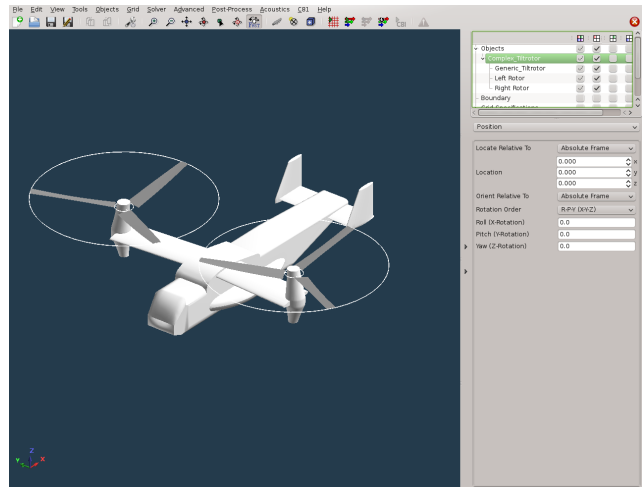 File Edit View Tools Objects Grid Solver Advanced Post-Process Acoustics C81 Help
Objects
Complex_Tiltrotor
Generic_Tiltrotor
Left Rotor
Right Rotor
Boundary
Grid Specifications
Position
Locate Relative To Absolute Frame
0.000 x
Location 0.000 y
0.000 z
Orient Relative To Absolute Frame
Rotation Order R-P-Y (X-Y-Z)
Roll (X-Rotation) 0.0
Pitch (Y-Rotation) 0.0
Yaw (Z-Rotation) 0.0
Z
Y X